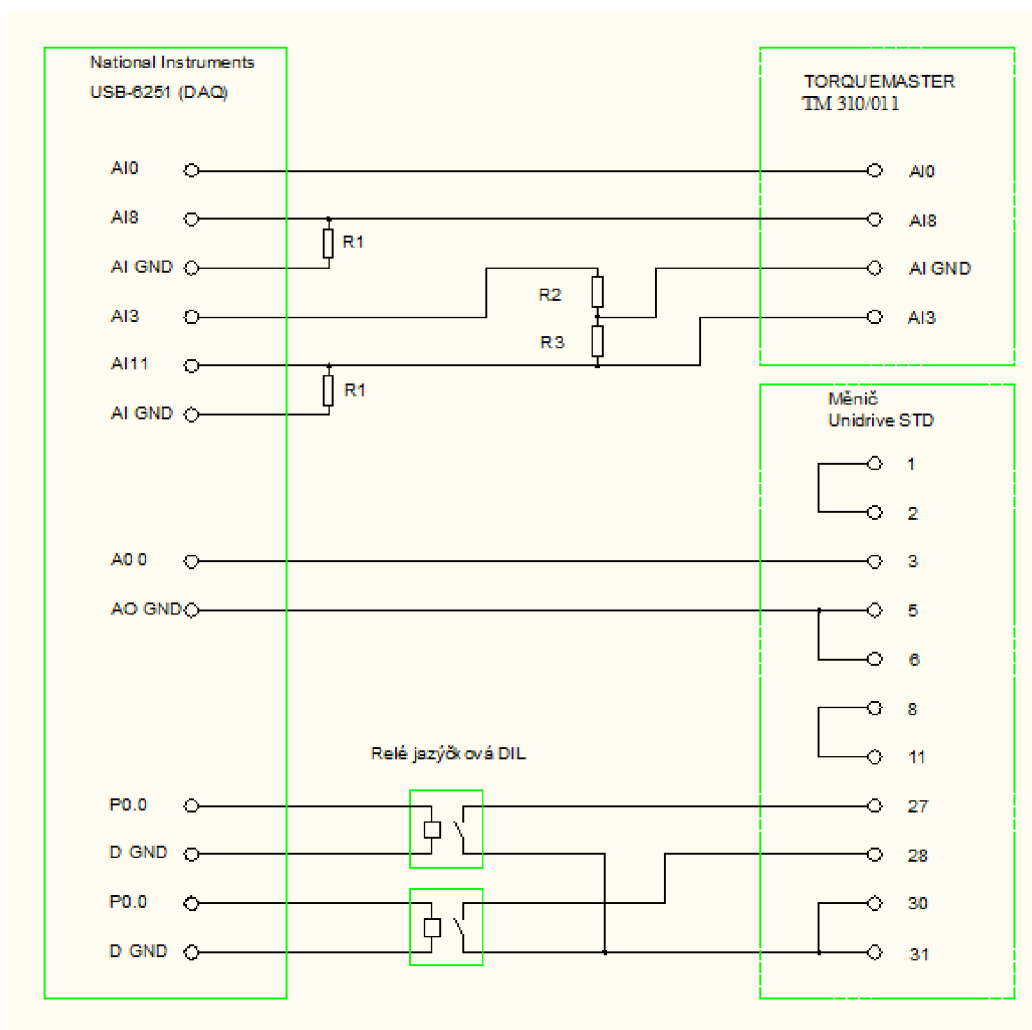 National Instruments
USB-6251 (DAQ)
TORQUEMASTER
TM 310/011
AI0
AI0
AI8
AI8
R1
AI GND
AI GND
R2
AI3
AI3
R3
AI11
R1
AI GND
Měnič
Unidrive STD
1
2
A0 0
3
AO GND
5
6
8
Relé jazýčková DIL
11
P0.0
27
D GND
28
P0.0
30
D GND
31